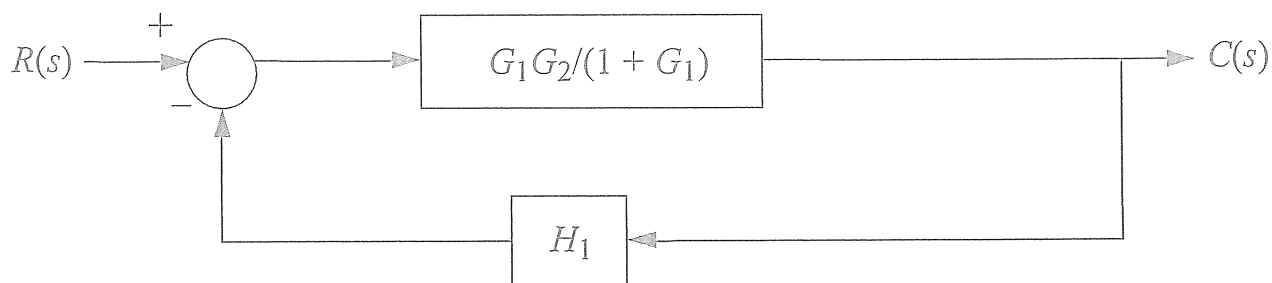 +
R(s)
G₁G₂/(1 + G₁)
C(s)
−
H₁